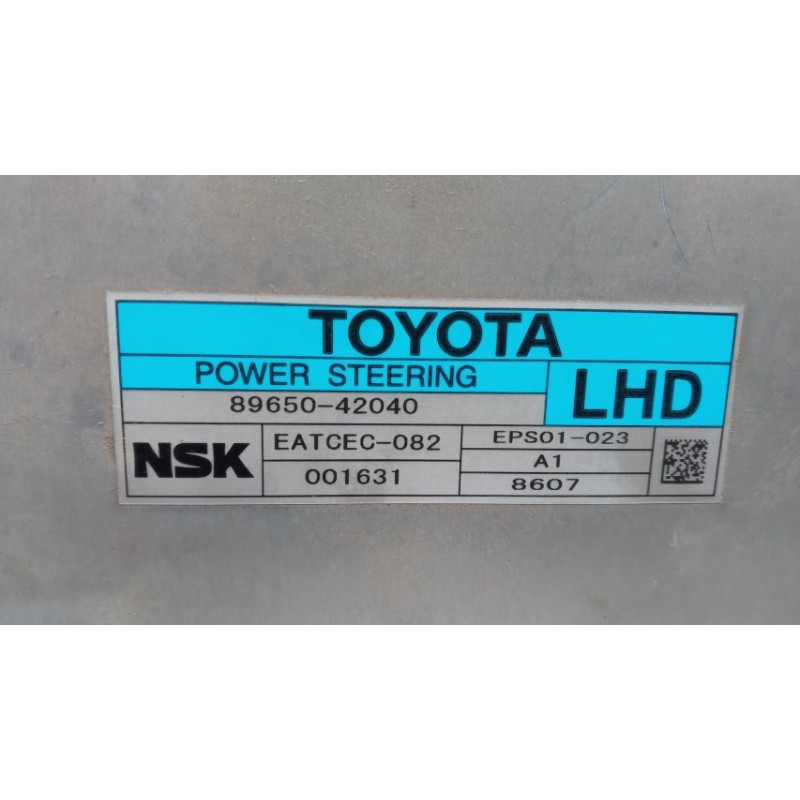 TOYOTA
POWER STEERING
LHD
89650-42040
NSK
EATCEC-082
001631
EPS01-023
A1
8607